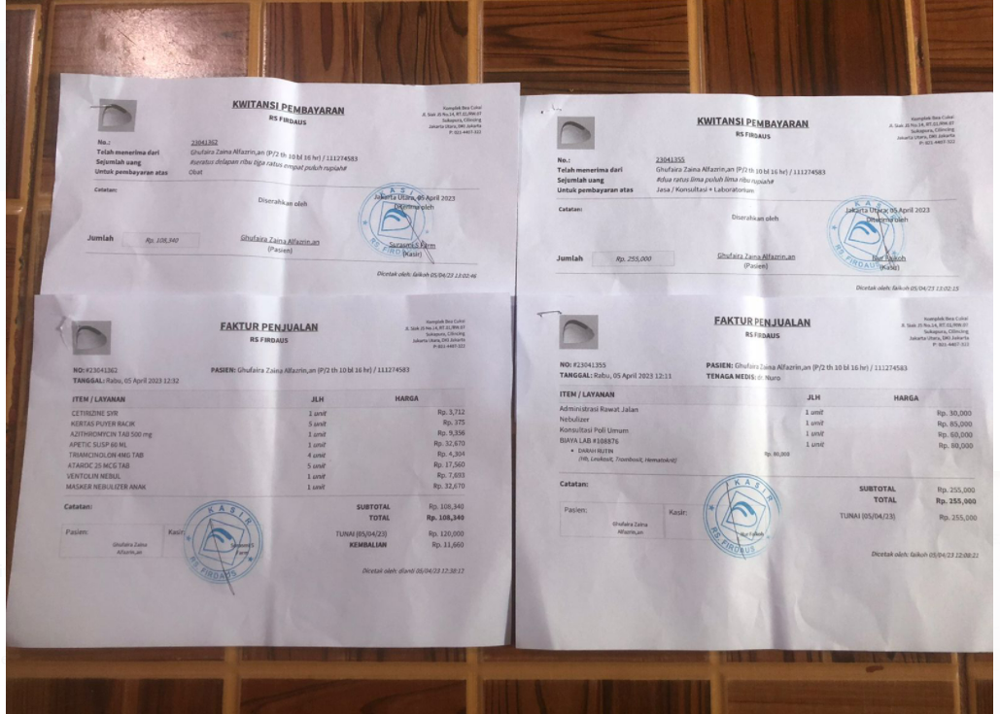 KWITANSI PEMBAYARAN
RS FIRDAUS
Komplek Bea Cukai
Jl. Siak J5 No.14, RT.02/RW.07
Sukapura, Cilincing
Jakarta Utara, DKI Jakarta
P: 021-4407-322
No.: 23041362
Telah menerima dari Ghufaira Zaina Alfazrin,an (P/2 th 10 bl 16 hr) / 111274583
Sejumlah uang #seratus delapan ribu tiga ratus empat puluh rupiah#
Untuk pembayaran atas Obat
Catatan:
Jakarta Utara, 05 April 2023
Diserahkan oleh Diterima oleh
Jumlah Rp. 108,340
Ghufaira Zaina Alfazrin,an Surasmi S Farm
(Pasien) (Kasir)
KASIR
RS FIRDAUS
Dicetak oleh: faikoh 05/04/23 13:02:46
FAKTUR PENJUALAN
RS FIRDAUS
Komplek Bea Cukai
Jl. Siak J5 No.14, RT.02/RW.07
Sukapura, Cilincing
Jakarta Utara, DKI Jakarta
P: 021-4407-322
NO: #23041362 PASIEN: Ghufaira Zaina Alfazrin,an (P/2 th 10 bl 16 hr) / 111274583
TANGGAL: Rabu, 05 April 2023 12:32
ITEM / LAYANAN JLH HARGA
CETIRIZINE SYR 1 unit Rp. 3,712
KERTAS PUYER RACIK 5 unit Rp. 375
AZITHROMYCIN TAB 500 mg 1 unit Rp. 9,356
APETIC SUSP 60 ML 1 unit Rp. 32,670
TRIAMCINOLON 4MG TAB 4 unit Rp. 4,304
ATAROC 25 MCG TAB 5 unit Rp. 17,560
VENTOLIN NEBUL 1 unit Rp. 7,693
MASKER NEBULIZER ANAK 1 unit Rp. 32,670
Catatan:
SUBTOTAL Rp. 108,340
TOTAL Rp. 108,340
TUNAI (05/04/23) Rp. 120,000
KEMBALIAN Rp. 11,660
Pasien: Kasir:
Ghufaira Zaina Alfazrin,an
Surasmi S Farm
KASIR
RS FIRDAUS
Dicetak oleh: dianti 05/04/23 12:38:17
KWITANSI PEMBAYARAN
RS FIRDAUS
Komplek Bea Cukai
Jl. Siak J5 No.14, RT.02/RW.07
Sukapura, Cilincing
Jakarta Utara, DKI Jakarta
P: 021-4407-322
No.: 23041355
Telah menerima dari Ghufaira Zaina Alfazrin,an (P/2 th 10 bl 16 hr) / 111274583
Sejumlah uang #dua ratus lima puluh lima ribu rupiah#
Untuk pembayaran atas Jasa / Konsultasi + Laboratorium
Catatan:
Jakarta Utara, 05 April 2023
Diserahkan oleh Diterima oleh
Jumlah Rp. 255,000
Ghufaira Zaina Alfazrin,an Nur Faikoh
(Pasien) (Kasir)
KASIR
RS FIRDAUS
Dicetak oleh: faikoh 05/04/23 13:02:15
FAKTUR PENJUALAN
RS FIRDAUS
Komplek Bea Cukai
Jl. Siak J5 No.14, RT.02/RW.07
Sukapura, Cilincing
Jakarta Utara, DKI Jakarta
P: 021-4407-322
NO: #23041355 PASIEN: Ghufaira Zaina Alfazrin,an (P/2 th 10 bl 16 hr) / 111274583
TANGGAL: Rabu, 05 April 2023 12:11 TENAGA MEDIS: dr Nuro
ITEM / LAYANAN JLH HARGA
Administrasi Rawat Jalan 1 unit Rp. 30,000
Nebulizer 1 unit Rp. 85,000
Konsultasi Poli Umum 1 unit Rp. 60,000
BIAYA LAB #108876 1 unit Rp. 80,000
• DARAH RUTIN Rp. 80,000
(Hb, Leukosit, Trombosit, Hematokrit)
Catatan:
SUBTOTAL Rp. 255,000
TOTAL Rp. 255,000
TUNAI (05/04/23) Rp. 255,000
Pasien: Kasir:
Ghufaira Zaina Alfazrin,an
Nur Faikoh
KASIR
RS FIRDAUS
Dicetak oleh: faikoh 05/04/23 12:08:21